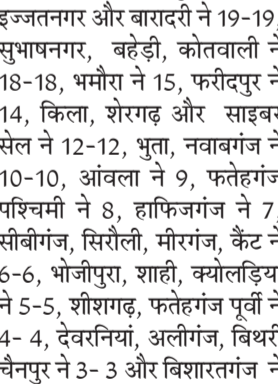 इज्जतनगर और बारादरी ने 19-19,
सुभाषनगर, बहेड़ी, कोतवाली ने
18-18, भमौरा ने 15, फरीदपुर ने
14, किला, शेरगढ़ और साइबर
सेल ने 12-12, भुता, नवाबगंज ने
10-10, आंवला ने 9, फतेहगंज
पश्चिमी ने 8, हाफिजगंज ने 7,
सीबीगंज, सिरौली, मीरगंज, कैंट ने
6-6, भोजीपुरा, शाही, क्योलड़िया
ने 5-5, शीशगढ़, फतेहगंज पूर्वी ने
4- 4, देवरनियां, अलीगंज, बिथरी
चैनपुर ने 3- 3 और बिशारतगंज ने